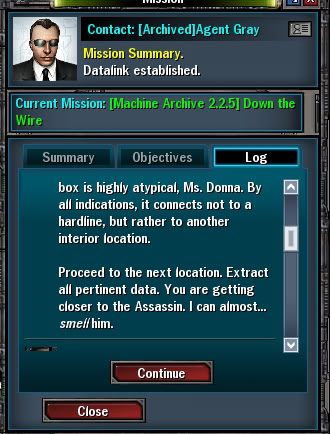 Mission
Contact: [Archived]Agent Gray
Mission Summary.
Datalink established.
Current Mission: [Machine Archive 2.2.5] Down the
Wire
Summary
Objectives
Log
box is highly atypical, Ms. Donna. By
all indications, it connects not to a
hardline, but rather to another
interior location.
Proceed to the next location. Extract
all pertinent data. You are getting
closer to the Assassin. I can almost...
smell him.
Continue
Close